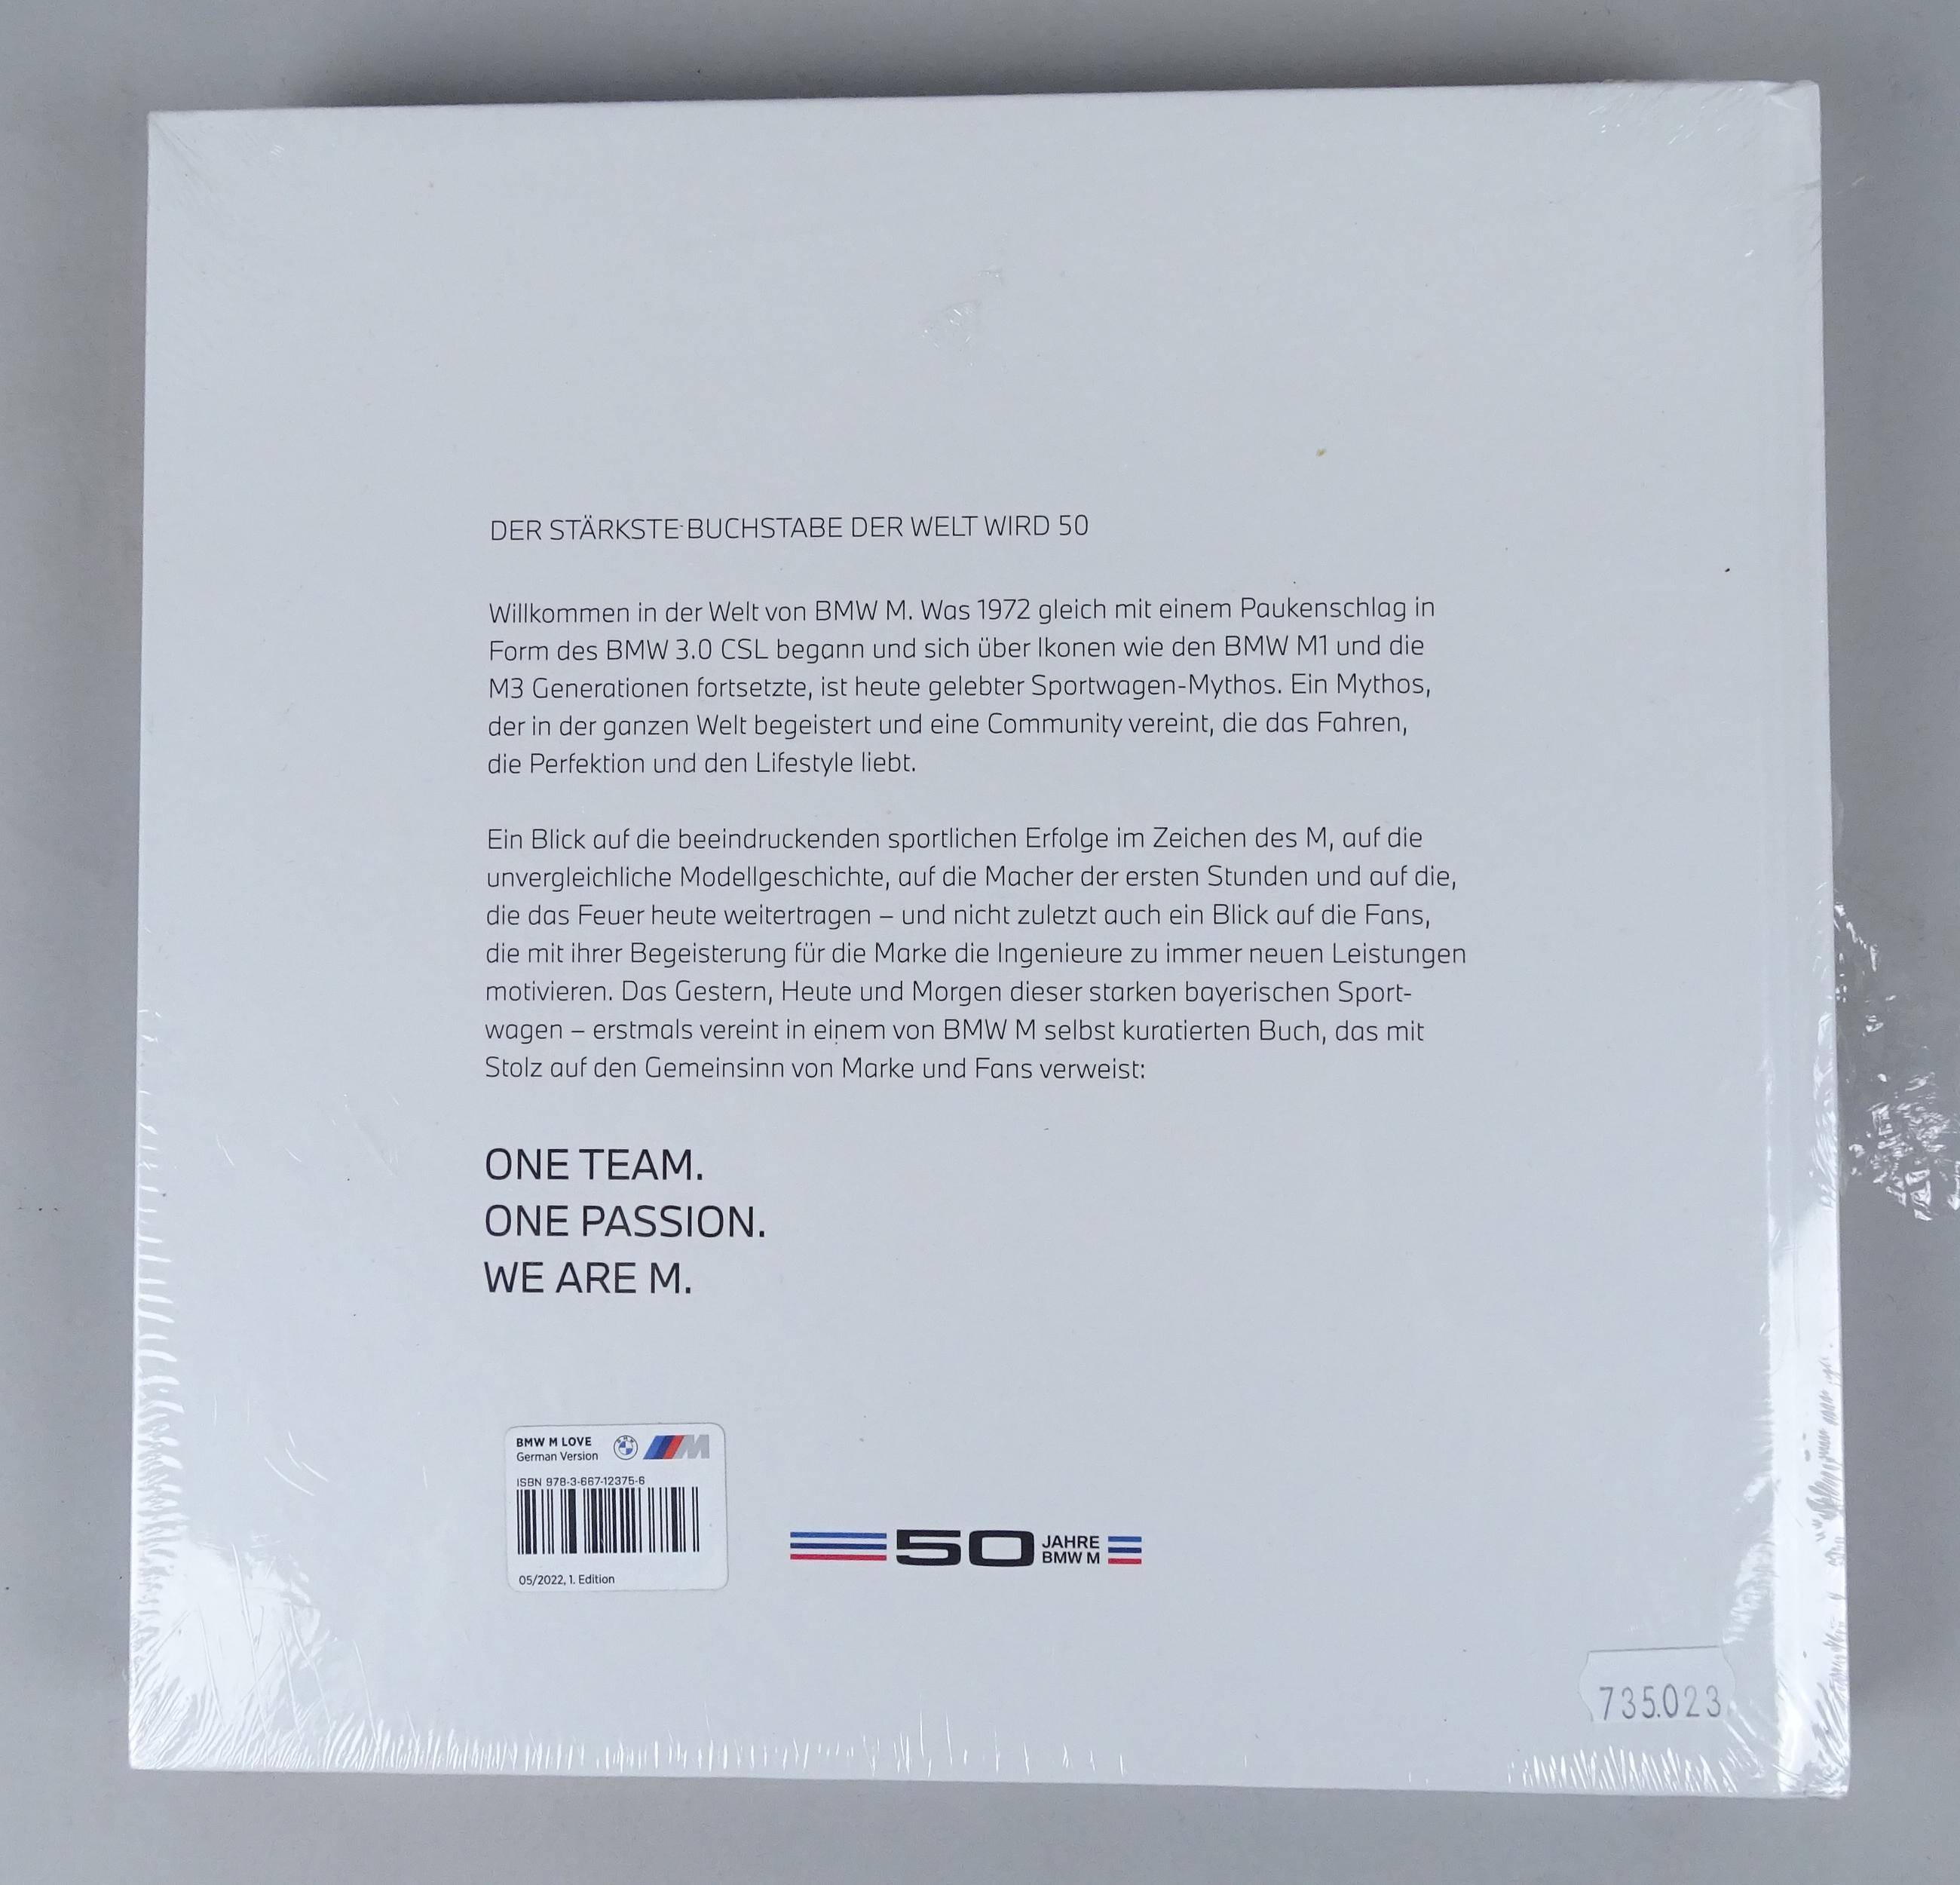 DER STÄRKSTE BUCHSTABE DER WELT WIRD 50
Willkommen in der Welt von BMW M. Was 1972 gleich mit einem Paukenschlag in
Form des BMW 3.0 CSL begann und sich über Ikonen wie den BMW M1 und die
M3 Generationen fortsetzte, ist heute gelebter Sportwagen-Mythos. Ein Mythos,
der in der ganzen Welt begeistert und eine Community vereint, die das Fahren,
die Perfektion und den Lifestyle liebt.
Ein Blick auf die beeindruckenden sportlichen Erfolge im Zeichen des M, auf die
unvergleichliche Modellgeschichte, auf die Macher der ersten Stunden und auf die,
die das Feuer heute weitertragen – und nicht zuletzt auch ein Blick auf die Fans,
die mit ihrer Begeisterung für die Marke die Ingenieure zu immer neuen Leistungen
motivieren. Das Gestern, Heute und Morgen dieser starken bayerischen Sport-
wagen – erstmals vereint in einem von BMW M selbst kuratierten Buch, das mit
Stolz auf den Gemeinsinn von Marke und Fans verweist:
ONE TEAM.
ONE PASSION.
WE ARE M.
BMW M LOVE
German Version
M
ISBN 978-3-667-12375-6
05/2022, 1. Edition
50 JAHRE
BMW M
735.023